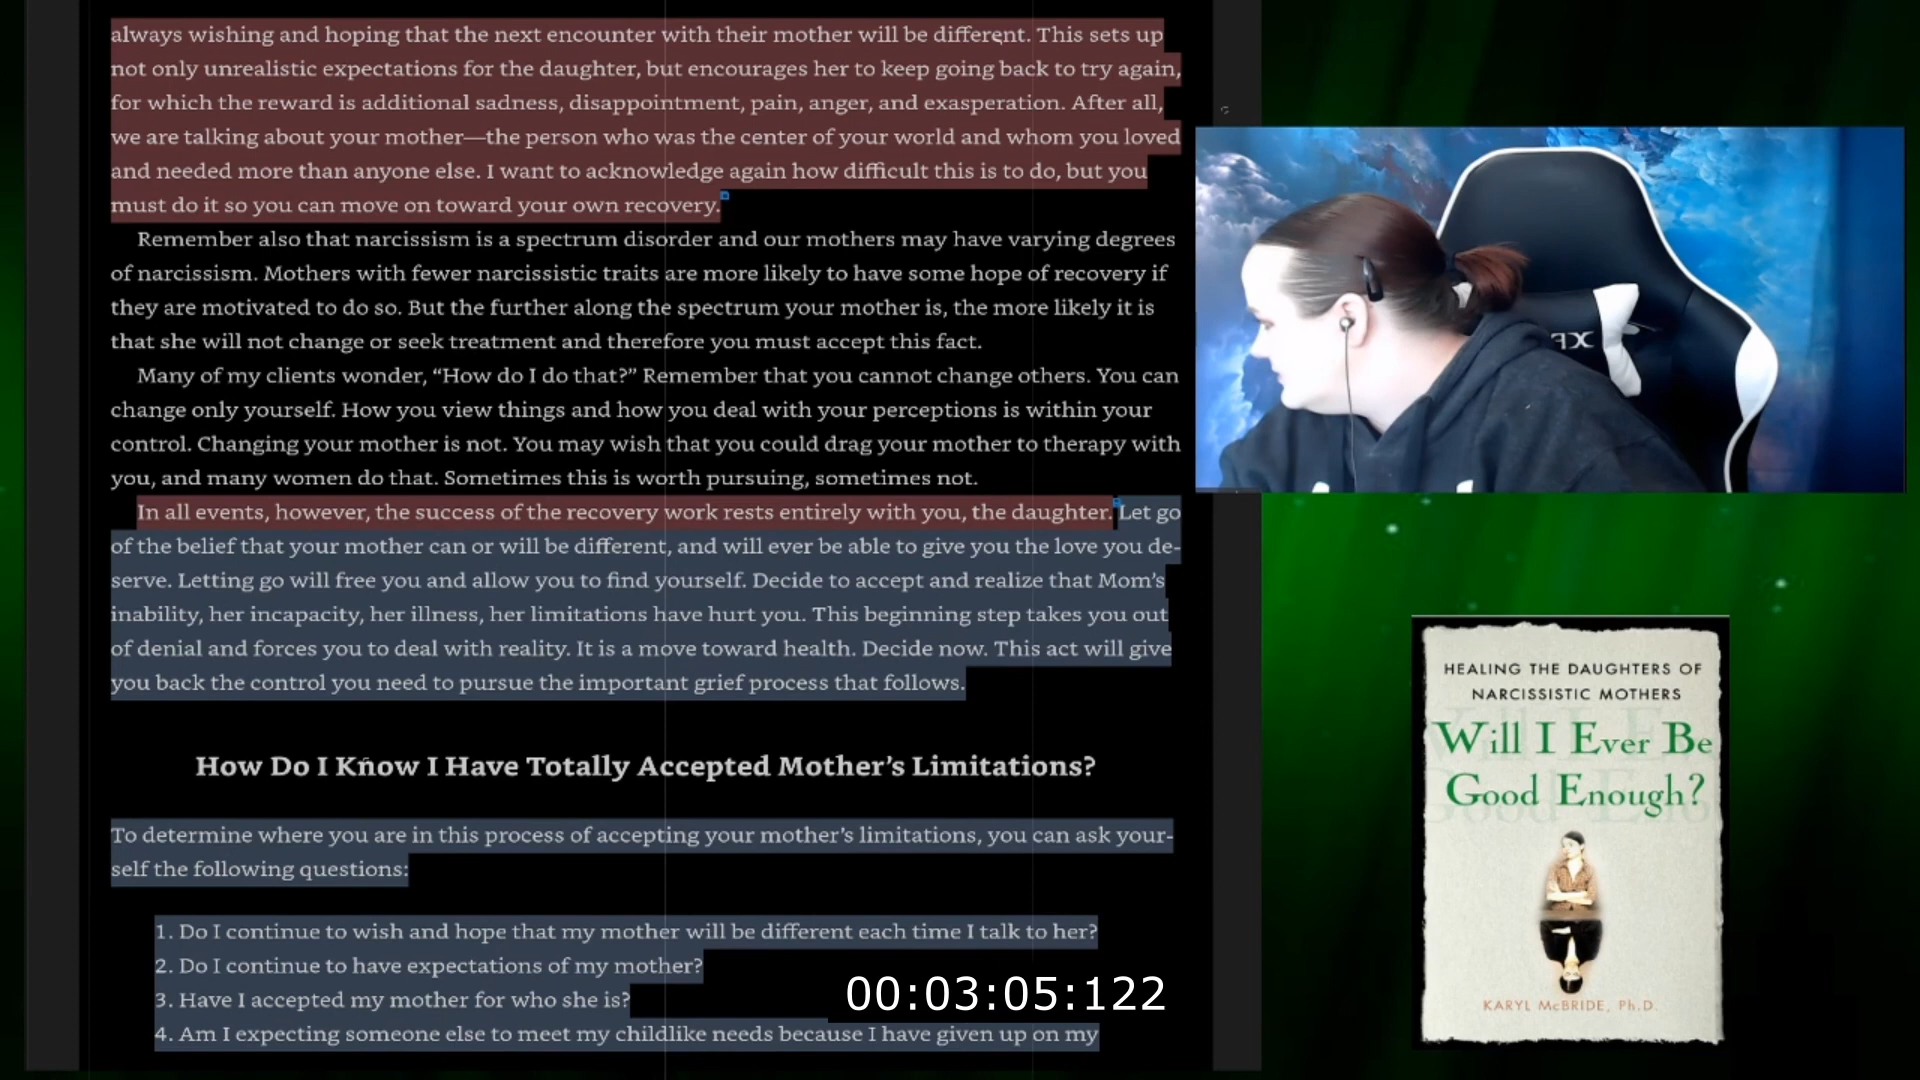 always wishing and hoping that the next encounter with their mother will be different. This sets up
not only unrealistic expectations for the daughter, but encourages her to keep going back to try again,
for which the reward is additional sadness, disappointment, pain, anger, and exasperation. After all,
we are talking about your mother—the person who was the center of your world and whom you loved
and needed more than anyone else. I want to acknowledge again how difficult this is to do, but you
must do it so you can move on toward your own recovery.
Remember also that narcissism is a spectrum disorder and our mothers may have varying degrees
of narcissism. Mothers with fewer narcissistic traits are more likely to have some hope of recovery if
they are motivated to do so. But the further along the spectrum your mother is, the more likely it is
that she will not change or seek treatment and therefore you must accept this fact.
Many of my clients wonder, “How do I do that?” Remember that you cannot change others. You can
change only yourself. How you view things and how you deal with your perceptions is within your
control. Changing your mother is not. You may wish that you could drag your mother to therapy with
you, and many women do that. Sometimes this is worth pursuing, sometimes not.
In all events, however, the success of the recovery work rests entirely with you, the daughter. Let go
of the belief that your mother can or will be different, and will ever be able to give you the love you de-
serve. Letting go will free you and allow you to find yourself. Decide to accept and realize that Mom’s
inability, her incapacity, her illness, her limitations have hurt you. This beginning step takes you out
of denial and forces you to deal with reality. It is a move toward health. Decide now. This act will give
you back the control you need to pursue the important grief process that follows.
How Do I Know I Have Totally Accepted Mother’s Limitations?
To determine where you are in this process of accepting your mother’s limitations, you can ask your-
self the following questions:
1. Do I continue to wish and hope that my mother will be different each time I talk to her?
2. Do I continue to have expectations of my mother?
3. Have I accepted my mother for who she is?
4. Am I expecting someone else to meet my childlike needs because I have given up on my
00:03:05:122
HEALING THE DAUGHTERS OF
NARCISSISTIC MOTHERS
Will I Ever Be
Good Enough?
KARYL McBRIDE, Ph.D.